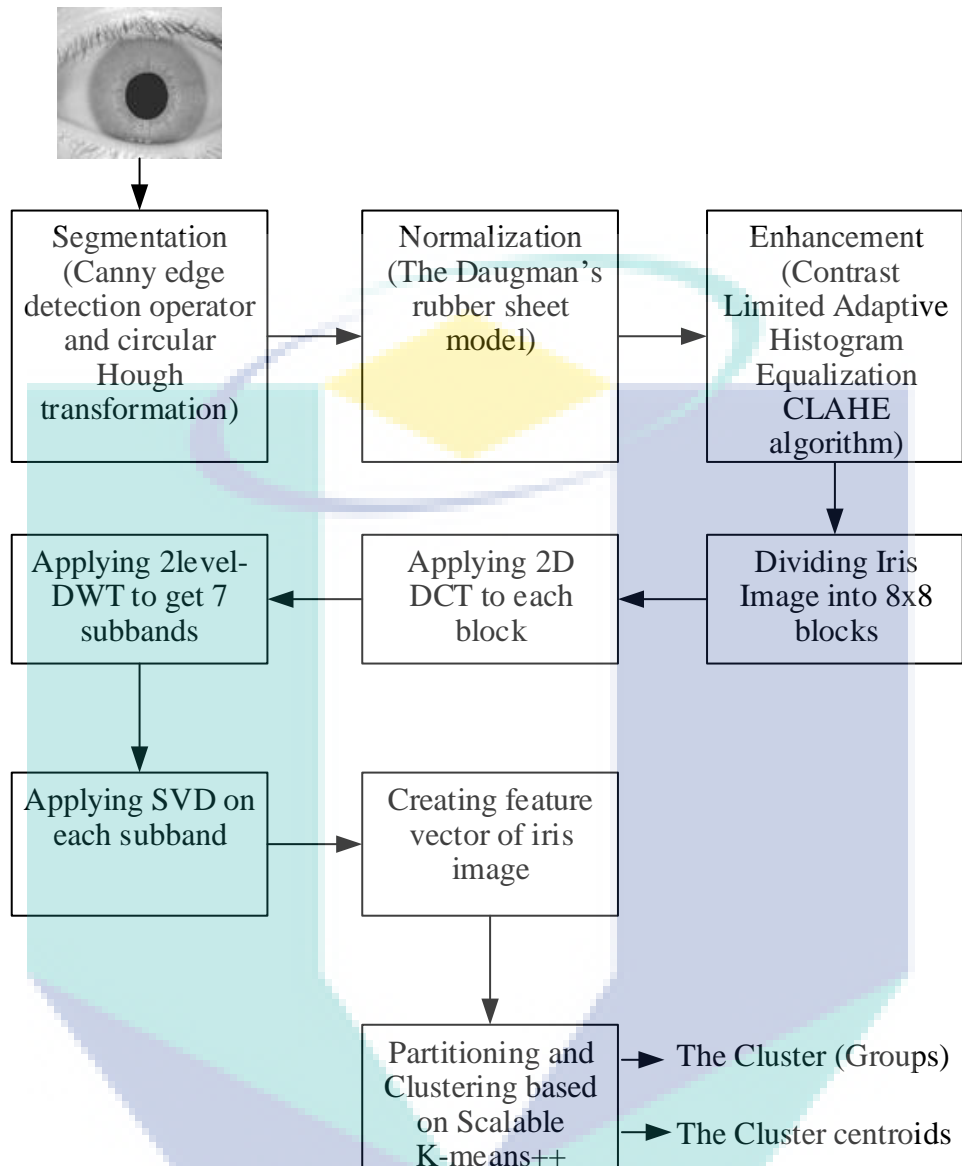 Segmentation
(Canny edge
detection operator
and circular
Hough
transformation)
Normalization
(The Daugman’s
rubber sheet
model)
Enhancement
(Contrast
Limited Adaptive
Histogram
Equalization
CLAHE
algorithm)
Dividing Iris
Image into 8x8
blocks
Applying 2D
DCT to each
block
Applying 2level-
DWT to get 7
subbands
Applying SVD on
each subband
Creating feature
vector of iris
image
Partitioning and
Clustering based
on Scalable
K-means++
The Cluster (Groups)
The Cluster centroids